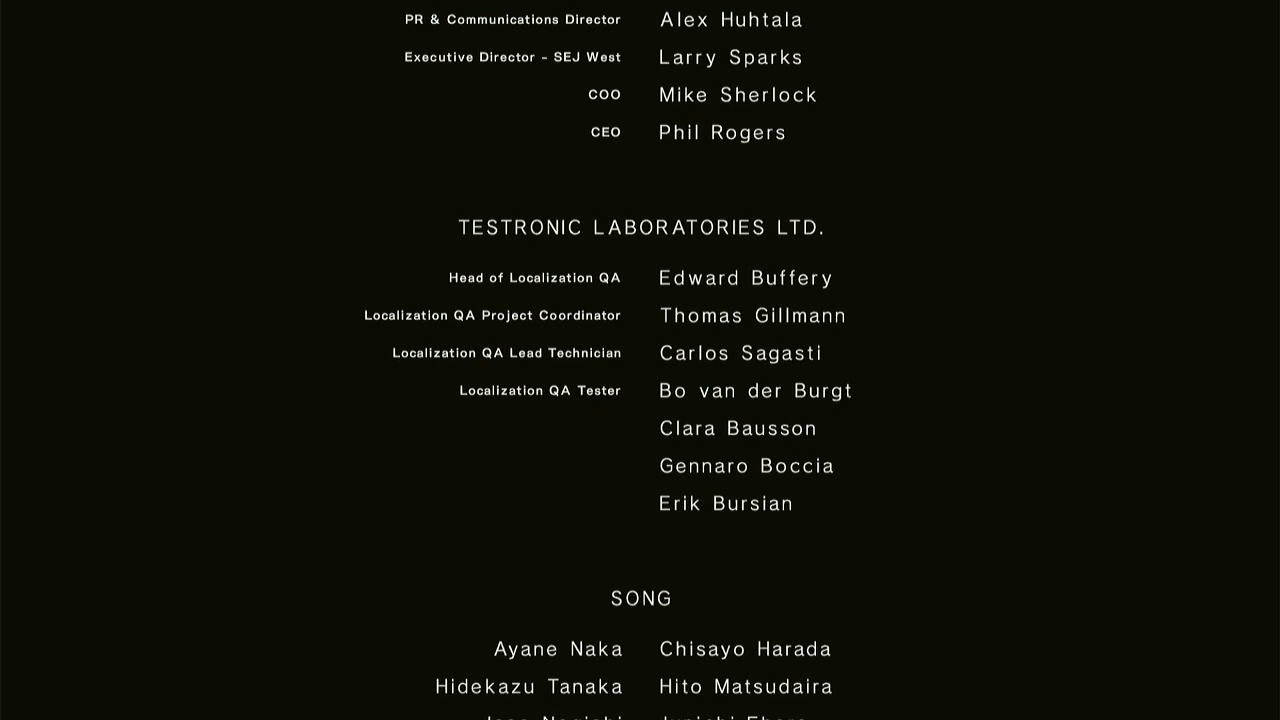 PR & Communications Director Alex Huhtala
Executive Director - SEJ West Larry Sparks
COO Mike Sherlock
CEO Phil Rogers
TESTRONIC LABORATORIES LTD.
Head of Localization QA Edward Buffery
Localization QA Project Coordinator Thomas Gillmann
Localization QA Lead Technician Carlos Sagasti
Localization QA Tester Bo van der Burgt
Clara Bausson
Gennaro Boccia
Erik Bursian
SONG
Ayane Naka Chisayo Harada
Hidekazu Tanaka Hito Matsudaira